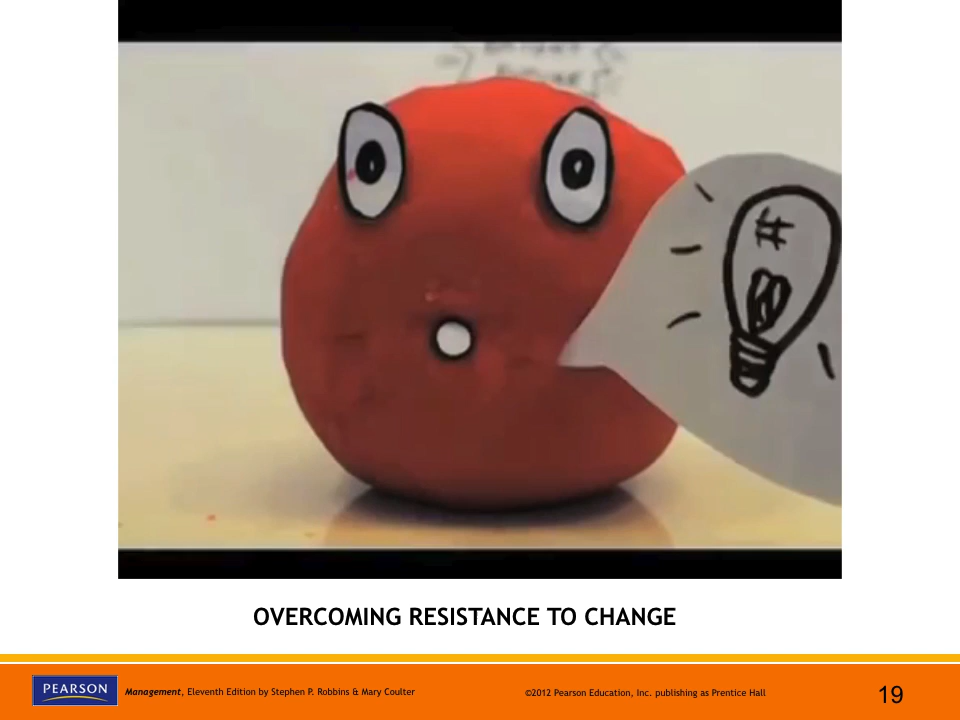 #
OVERCOMING RESISTANCE TO CHANGE
PEARSON
Management, Eleventh Edition by Stephen P. Robbins & Mary Coulter
©2012 Pearson Education, Inc. publishing as Prentice Hall
19